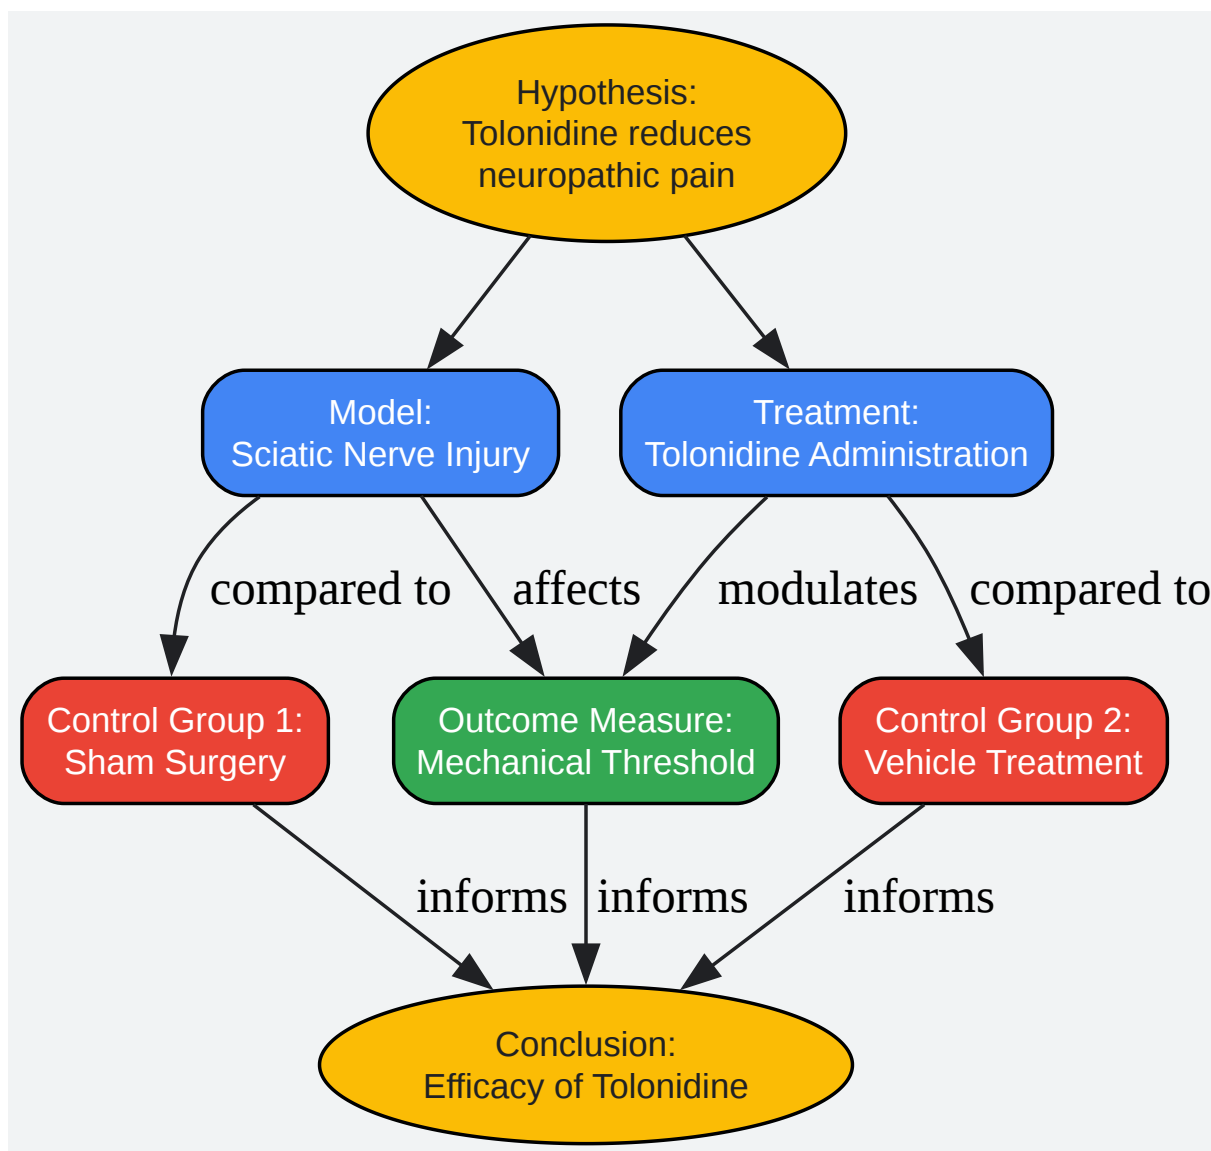 Hypothesis:
Tolonidine reduces
neuropathic pain
Model:
Sciatic Nerve Injury
Treatment:
Tolonidine Administration
compared to
affects
modulates
compared to
Control Group 1:
Sham Surgery
Outcome Measure:
Mechanical Threshold
Control Group 2:
Vehicle Treatment
informs
informs
informs
Conclusion:
Efficacy of Tolonidine